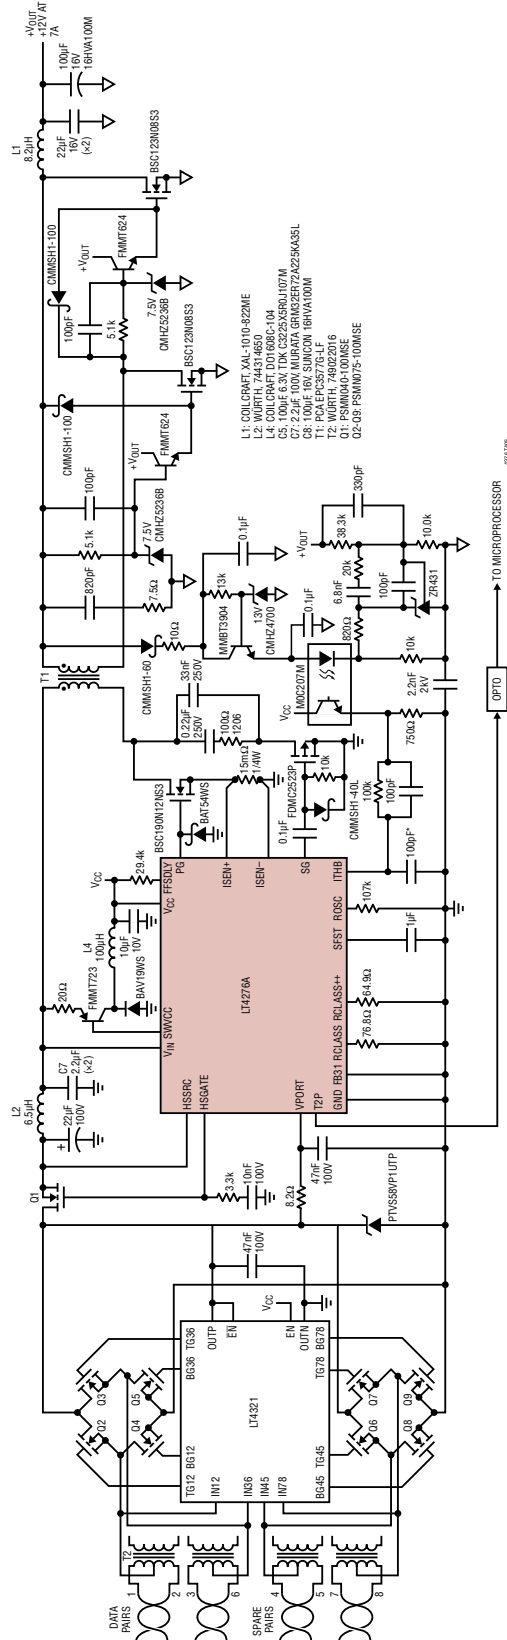 DATA
PAIRS
SPARE
PAIRS
1
2
3
6
4
5
7
8
T2
Q2
Q3
Q4
Q5
Q6
Q7
Q8
Q9
TG12
BG12
BG36
TG36
IN12
IN36
IN45
IN78
LT4321
OUTP
EN
EN
OUTN
BG45
TG45
TG78
BG78
VCC
47nF
100V
PTVS58VP1UTP
Q1
3.3k
10nF
100V
8.2Ω
47nF
100V
L2
6.5µH
+
22µF
100V
C7
2.2µF
(×2)
20Ω
FMMT723
BAV19WS
L4
100µH
10µF
10V
VCC
29.4k
HSSRC
HSGATE
VIN
SWVCC
VCC
FFSDLY
PG
ISEN+
ISEN–
SG
ITHB
VPORT
T2P
GND
FB31
RCLASS
RCLASS++
SFST
ROSC
LT4276A
76.8Ω
64.9Ω
1µF
107k
100pF*
BSC190N12NS3
BAT54WS
15mΩ
1/4W
0.22µF
250V
100Ω
1206
33nF
250V
0.1µF
FDMC2523P
10k
CMMSH1-40L
100k
100pF
750Ω
2.2nF
2kV
10k
T1
CMMSH1-60
10Ω
820pF
7.5Ω
5.1k
100pF
7.5V
CMHZ5236B
+VOUT
FMMT624
CMMSH1-100
BSC123N08S3
MMBT3904
13k
13V
CMHZ4700
0.1µF
0.1µF
VCC
MOC207M
820Ω
6.8nF
20k
100pF
ZR431
+VOUT
38.3k
330pF
10.0k
100pF
5.1k
CMMSH1-100
7.5V
CMHZ5236B
+VOUT
FMMT624
BSC123N08S3
L1
8.2µH
22µF
16V
(×2)
100µF
16V
16HVA100M
+VOUT
+12V AT
7A
OPTO
TO MICROPROCESSOR
L1: COILCRAFT, XAL-1010-822ME
L2: WÜRTH, 744314650
L4: COILCRAFT, DO1608C-104
C5, 100µF, 6.3V, TDK C3225X5R0J107M
C7: 2.2µF 100V, MURATA GRM32ER72A225KA35L
C8: 100µF 16V, SUNCON 16HVA100M
T1: PCA EPC3577G-LF
T2: WÜRTH, 749022016
Q1: PSMN040-100MSE
Q2-Q9: PSMN075-100MSE